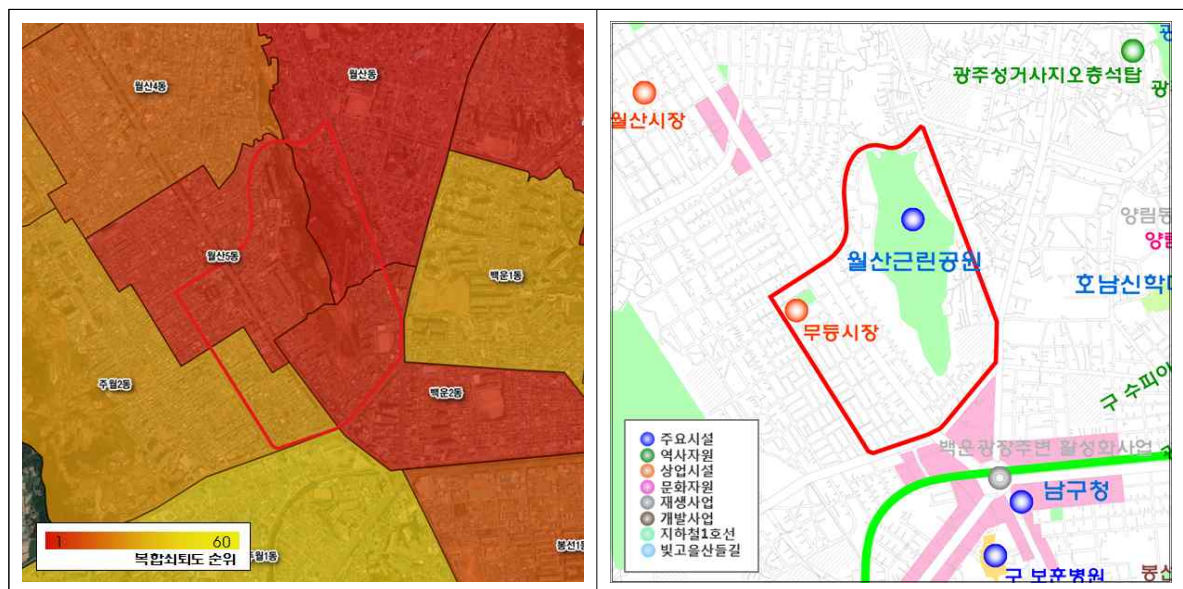 월산4동
월산동
월산5동
백운1동
주월2동
백운2동
주월1동
봉선1동
1 60
복합쇠퇴도 순위
광주성거사지오층석탑
월산시장
양림동
월산근린공원
호남신학대
무등시장
구 수피아
백운광장주변 활성화사업
남구청
구 보훈병원
봉선
주요시설
역사자원
상업시설
문화자원
재생사업
개발사업
지하철1호선
빛고을산들길